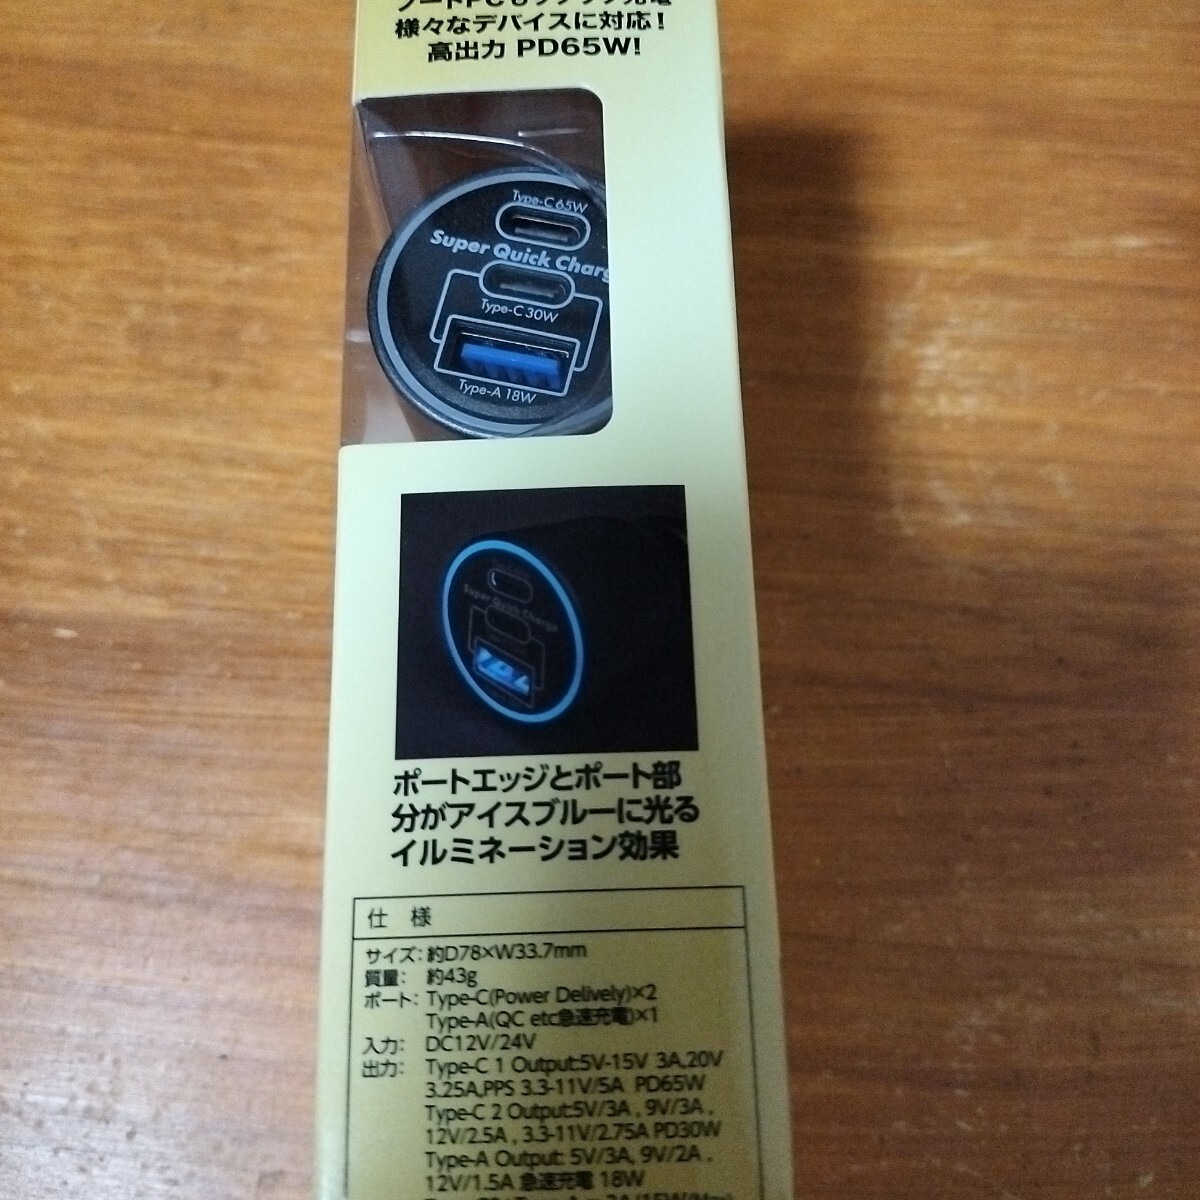 様々なデバイスに対応!
高出力 PD65W!
Type-C 65W
Super Quick Charg
Type-C 30W
Type-A 18W
Super Quick Charge
ポートエッジとポート部
分がアイスブルーに光る
イルミネーション効果
仕 様
サイズ: 約D78×W33.7mm
質量: 約43g
ポート: Type-C(Power Delively)×2
Type-A(QC etc急速充電)×1
入力: DC12V/24V
出力: Type-C 1 Output:5V-15V 3A,20V
3.25A,PPS 3.3-11V/5A PD65W
Type-C 2 Output:5V/3A , 9V/3A ,
12V/2.5A , 3.3-11V/2.75A PD30W
Type-A Output: 5V/3A, 9V/2A ,
12V/1.5A 急速充電 18W